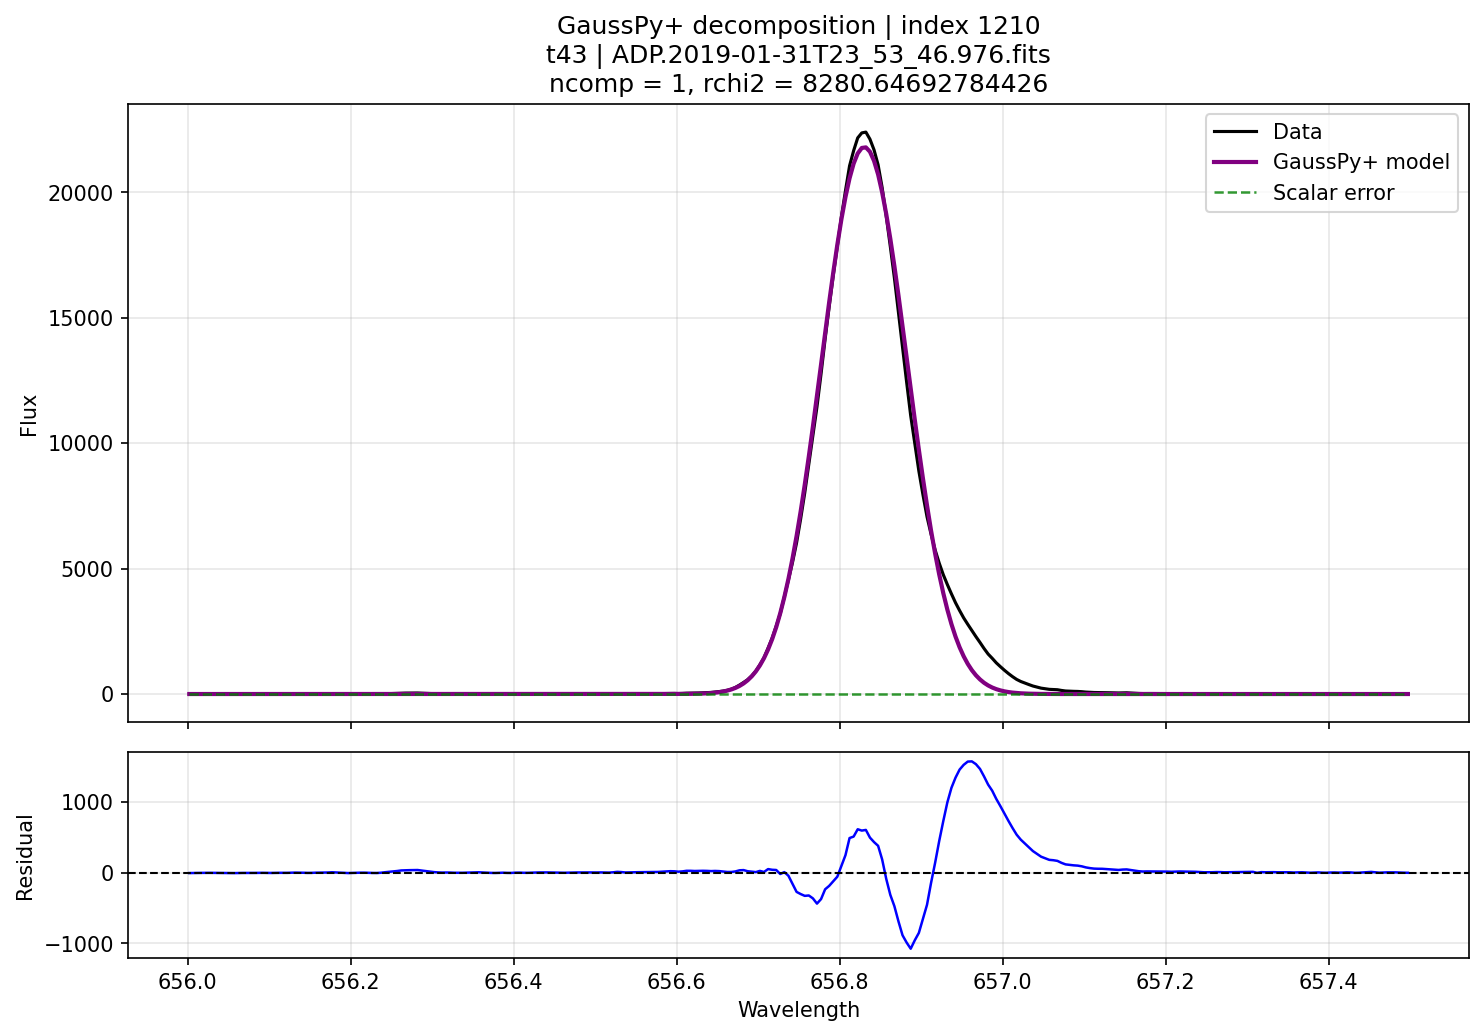 GaussPy+ decomposition | index 1210
t43 | ADP.2019-01-31T23_53_46.976.fits
ncomp = 1, rchi2 = 8280.64692784426
Data
GaussPy+ model
Scalar error
Flux
20000
15000
10000
5000
0
Residual
1000
0
−1000
656.0 656.2 656.4 656.6 656.8 657.0 657.2 657.4
Wavelength